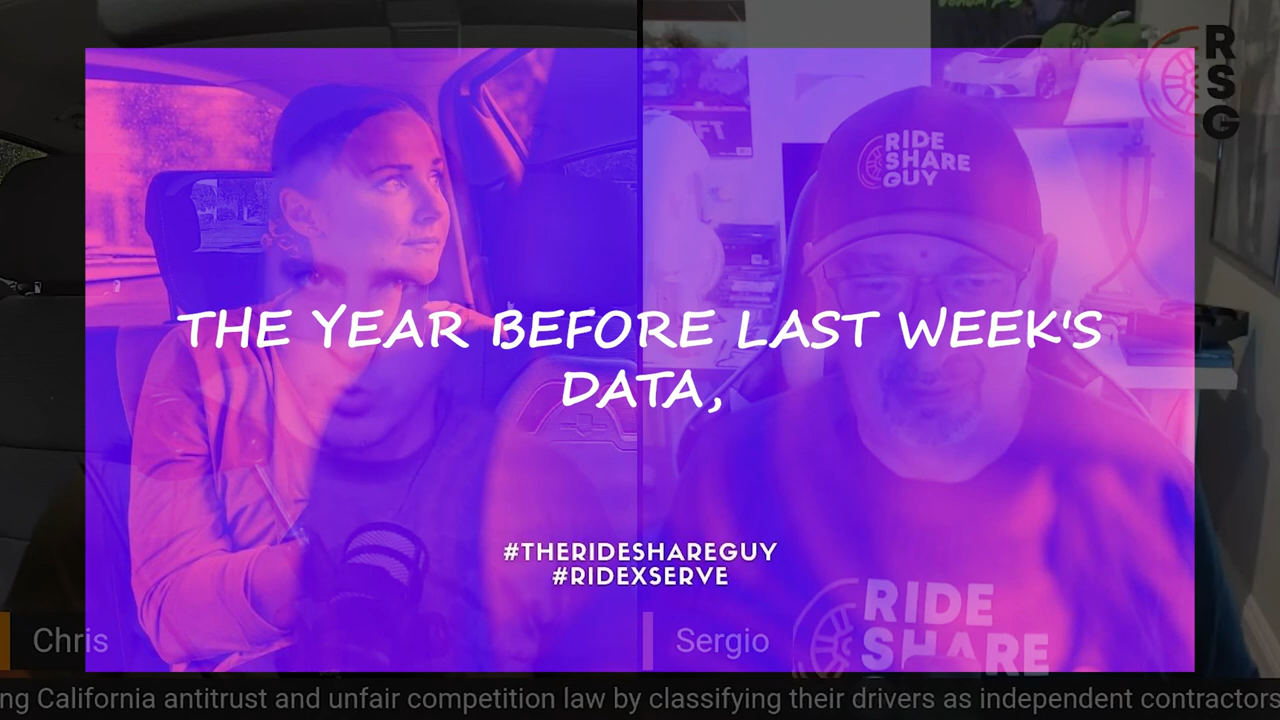 R
S
G
RIDE
SHARE
GUY
THE YEAR BEFORE LAST WEEK'S
DATA,
#THERIDESHAREGUY
#RIDEXSERVE
RIDE
SHARE
Chris
Sergio
ng California antitrust and unfair competition law by classifying their drivers as independent contractors